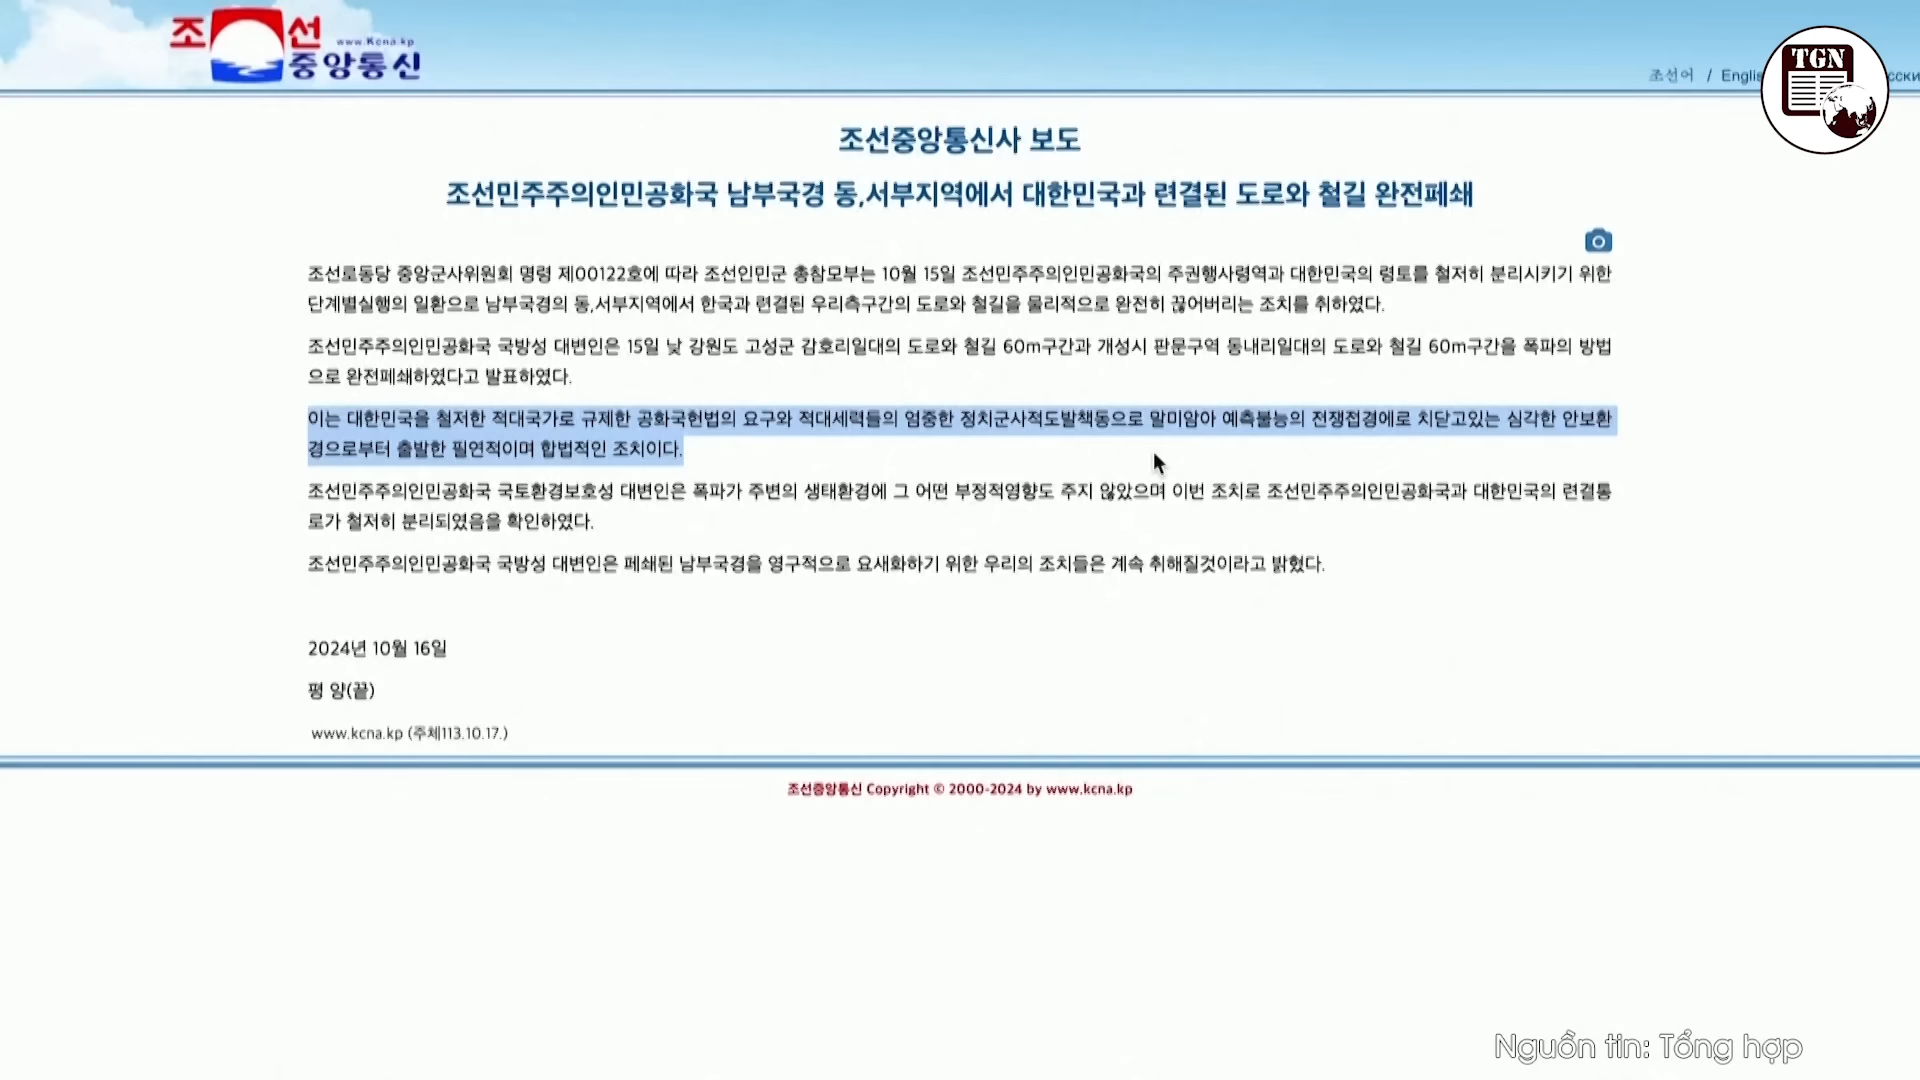 조선
www.Kcna.kp
중앙통신
조선어 / Englis
сски
TGN
조선중앙통신사 보도
조선민주주의인민공화국 남부국경 동,서부지역에서 대한민국과 련결된 도로와 철길 완전페쇄
조선로동당 중앙군사위원회 명령 제00122호에 따라 조선인민군 총참모부는 10월 15일 조선민주주의인민공화국의 주권행사령역과 대한민국의 령토를 철저히 분리시키기 위한
단계별실행의 일환으로 남부국경의 동,서부지역에서 한국과 련결된 우리측구간의 도로와 철길을 물리적으로 완전히 끊어버리는 조치를 취하였다.
조선민주주의인민공화국 국방성 대변인은 15일 낮 강원도 고성군 감호리일대의 도로와 철길 60m구간과 개성시 판문구역 동내리일대의 도로와 철길 60m구간을 폭파의 방법
으로 완전페쇄하였다고 발표하였다.
이는 대한민국을 철저한 적대국가로 규제한 공화국헌법의 요구와 적대세력들의 엄중한 정치군사적도발책동으로 말미암아 예측불능의 전쟁접경에로 치닫고있는 심각한 안보환
경으로부터 출발한 필연적이며 합법적인 조치이다.
조선민주주의인민공화국 국토환경보호성 대변인은 폭파가 주변의 생태환경에 그 어떤 부정적영향도 주지 않았으며 이번 조치로 조선민주주의인민공화국과 대한민국의 련결통
로가 철저히 분리되였음을 확인하였다.
조선민주주의인민공화국 국방성 대변인은 페쇄된 남부국경을 영구적으로 요새화하기 위한 우리의 조치들은 계속 취해질것이라고 밝혔다.
2024년 10월 16일
평 양(끝)
www.kcna.kp (주체113.10.17.)
조선중앙통신 Copyright © 2000-2024 by www.kcna.kp
Nguồn tin: Tổng hợp